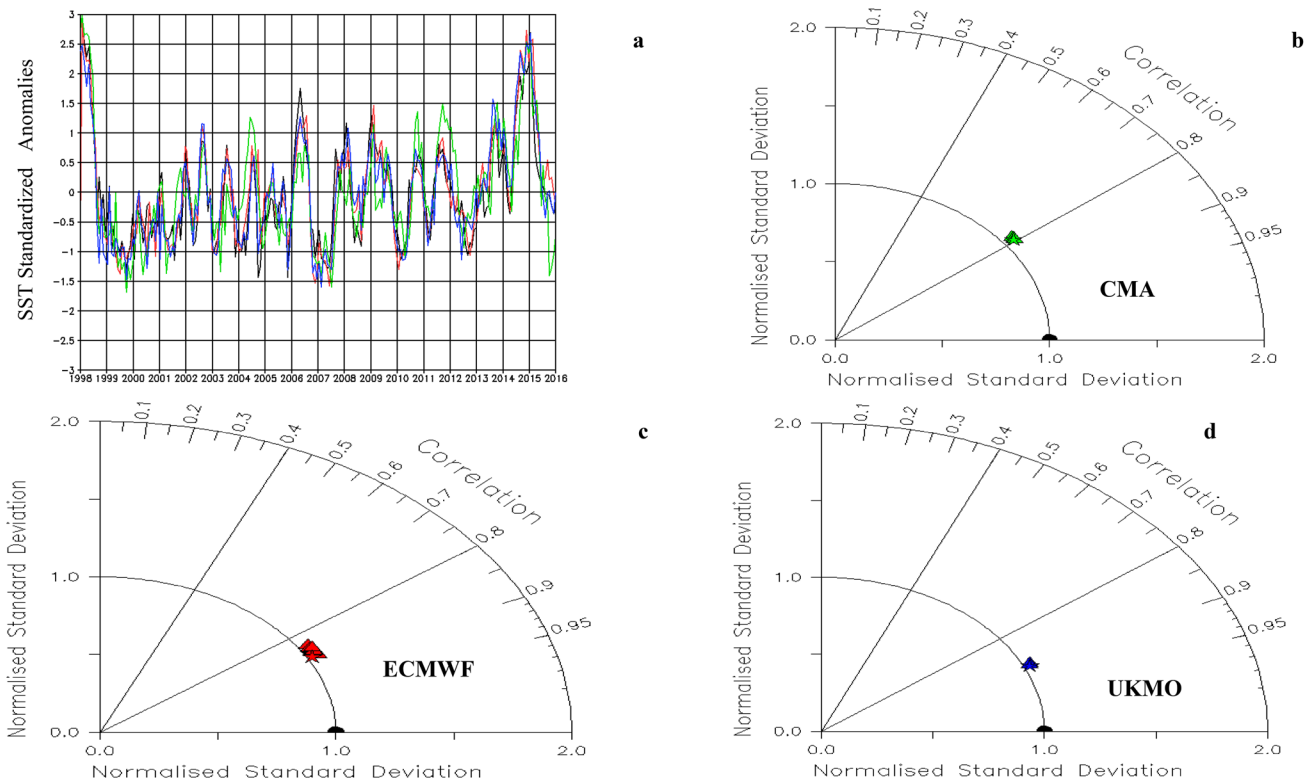 a
SST Standardized Anomalies
3
2.5
2
1.5
1
0.5
0
−0.5
−1
−1.5
−2
−2.5
−3
1998 1999 2000 2001 2002 2003 2004 2005 2006 2007 2008 2009 2010 2011 2012 2013 2014 2015 2016
b
Normalised Standard Deviation
2.0
1.0
0.0
0.1 0.2 0.3 0.4 0.5 0.6 0.7 0.8 0.9 0.95
Correlation
CMA
0.0 1.0 2.0
Normalised Standard Deviation
c
Normalised Standard Deviation
2.0
1.0
0.0
0.1 0.2 0.3 0.4 0.5 0.6 0.7 0.8 0.9 0.95
Correlation
ECMWF
0.0 1.0 2.0
Normalised Standard Deviation
d
Normalised Standard Deviation
2.0
1.0
0.0
0.1 0.2 0.3 0.4 0.5 0.6 0.7 0.8 0.9 0.95
Correlation
UKMO
0.0 1.0 2.0
Normalised Standard Deviation